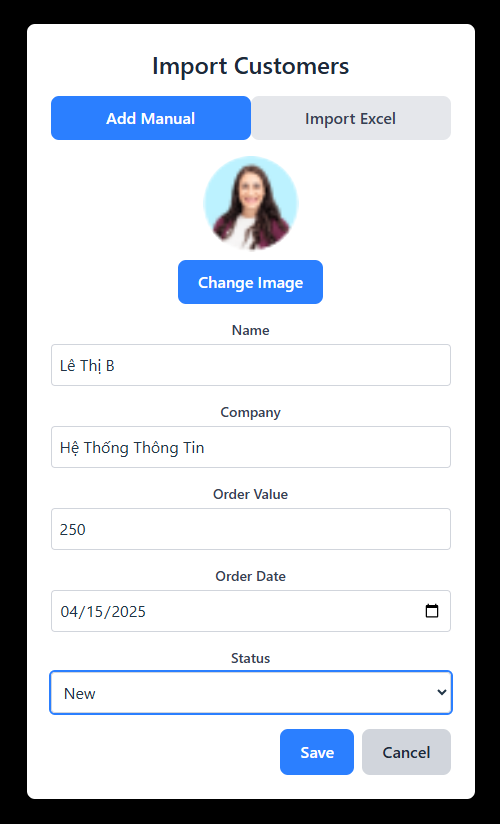 Import Customers
Add Manual
Import Excel
Change Image
Name
Lê Thị B
Company
Hệ Thống Thông Tin
Order Value
250
Order Date
04/15/2025
Status
New
Save
Cancel